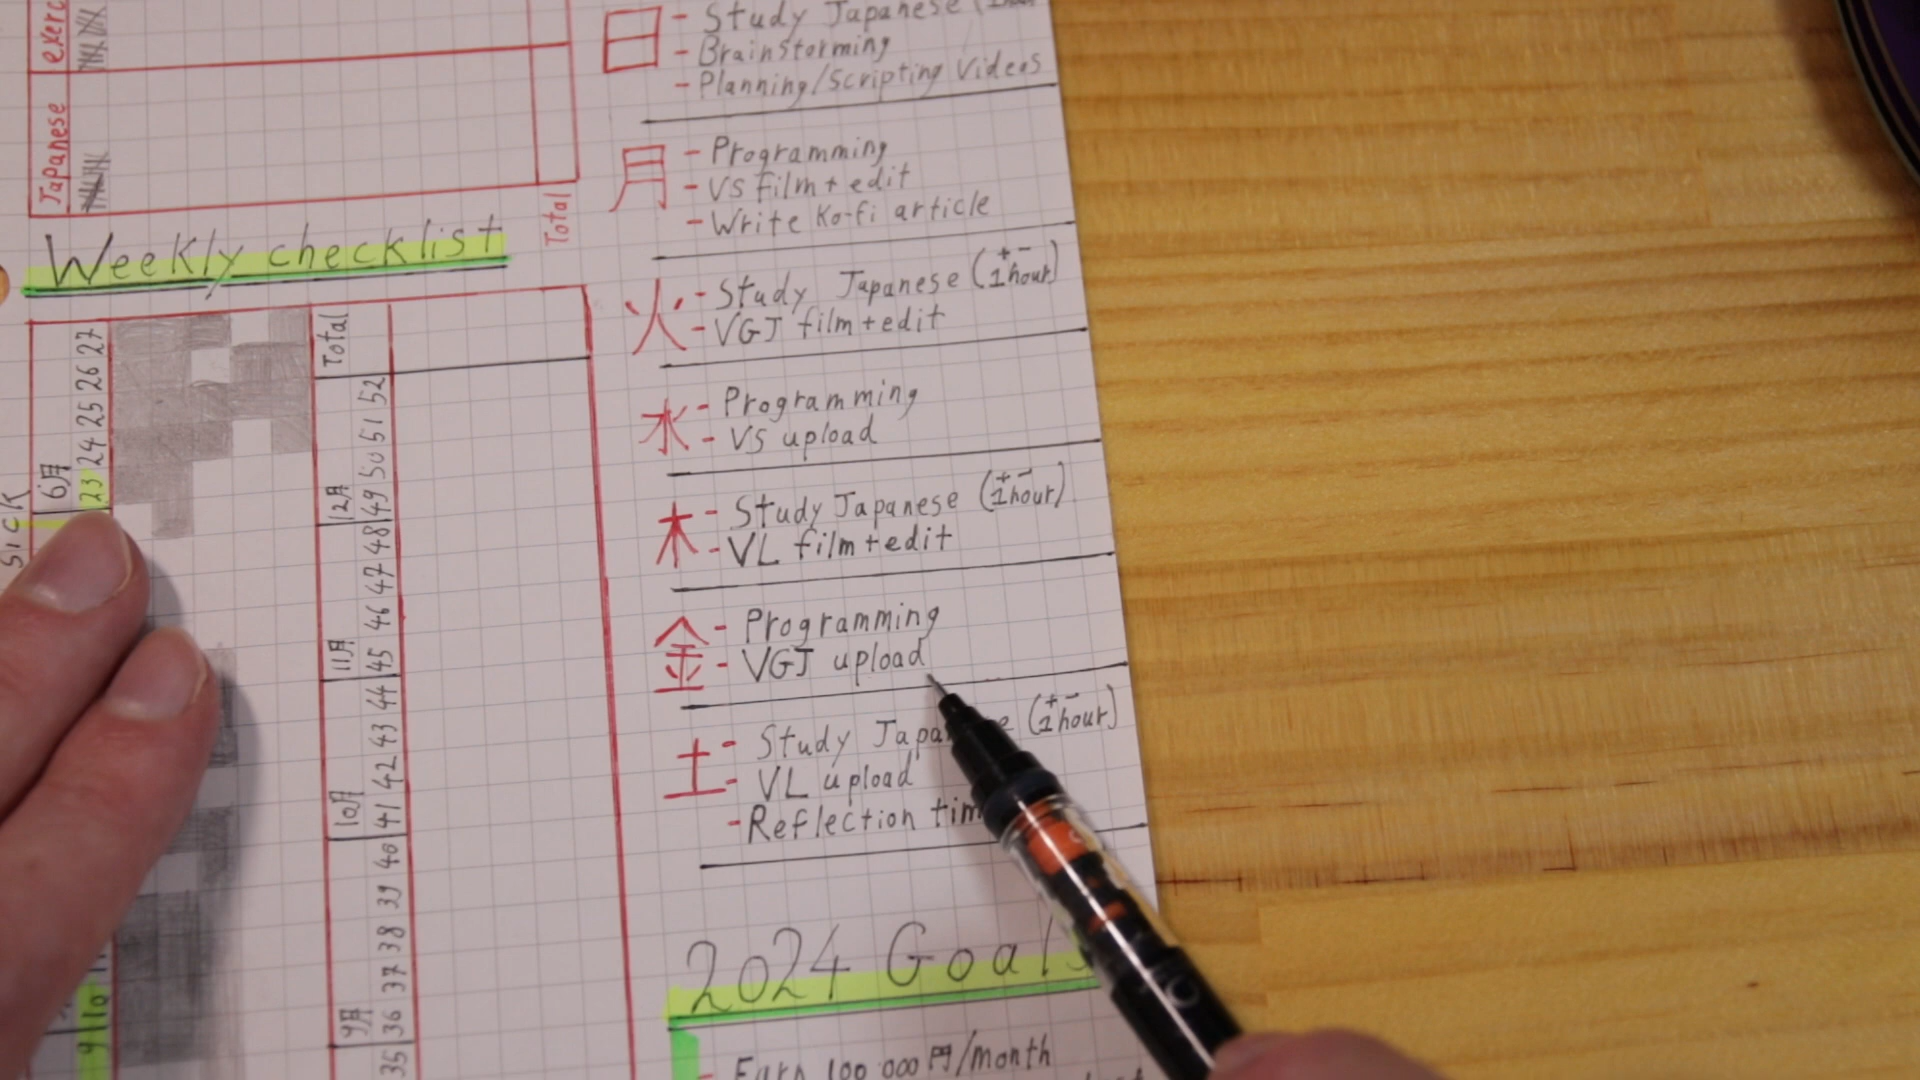 exerc
Japanese
Total
Weekly checklist
sick
6月
23 24 25 26 27
Total
12月
49 50 51 52
11月
45 46 47 48
10月
41 42 43 44
9月
35 36 37 38 39 40
9 10
日 - Study Japanese
- Brainstorming
- Planning/Scripting Videos
月 - Programming
- VS film + edit
- Write Ko-fi article
火 - Study Japanese (+- 1 hour)
- VGJ film + edit
水 - Programming
- VS upload
木 - Study Japanese (+- 1 hour)
- VL film + edit
金 - Programming
- VGJ upload
土 - Study Japa e (+- 1 hour)
- VL upload
- Reflection tim
2024 Goals
- Earn 100 000 円/month